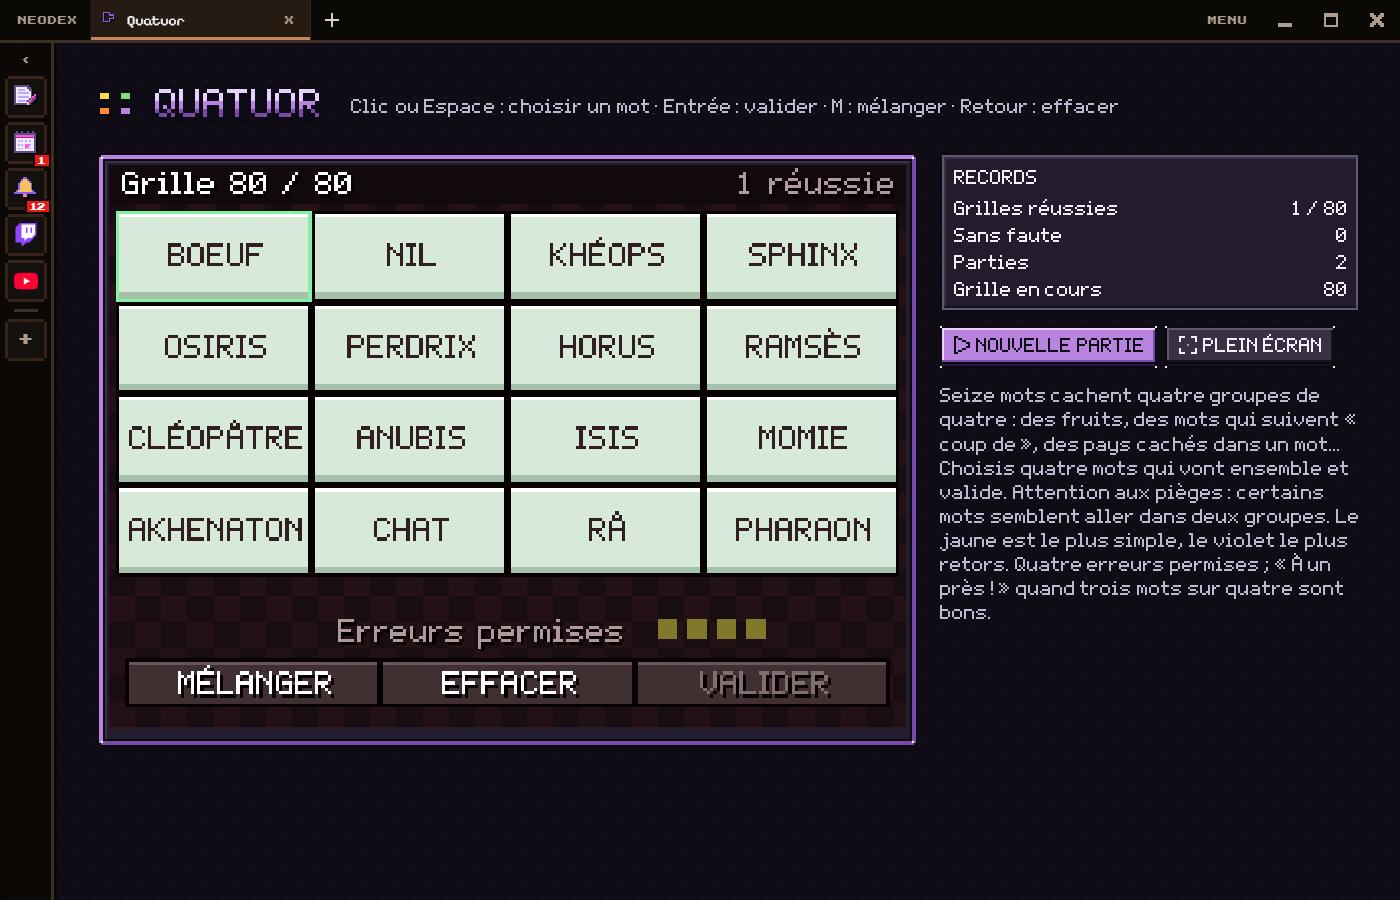 NEODEX
Quatuor
MENU
1
12
QUATUOR
Clic ou Espace : choisir un mot · Entrée : valider · M : mélanger · Retour : effacer
Grille 80 / 80
1 réussie
BOEUF NIL KHÉOPS SPHINX
OSIRIS PERDRIX HORUS RAMSÈS
CLÉOPÂTRE ANUBIS ISIS MOMIE
AKHENATON CHAT RÂ PHARAON
Erreurs permises
MÉLANGER EFFACER VALIDER
RECORDS
Grilles réussies 1 / 80
Sans faute 0
Parties 2
Grille en cours 80
NOUVELLE PARTIE
PLEIN ÉCRAN
Seize mots cachent quatre groupes de
quatre : des fruits, des mots qui suivent «
coup de », des pays cachés dans un mot…
Choisis quatre mots qui vont ensemble et
valide. Attention aux pièges : certains
mots semblent aller dans deux groupes. Le
jaune est le plus simple, le violet le plus
retors. Quatre erreurs permises ; « À un
près ! » quand trois mots sur quatre sont
bons.